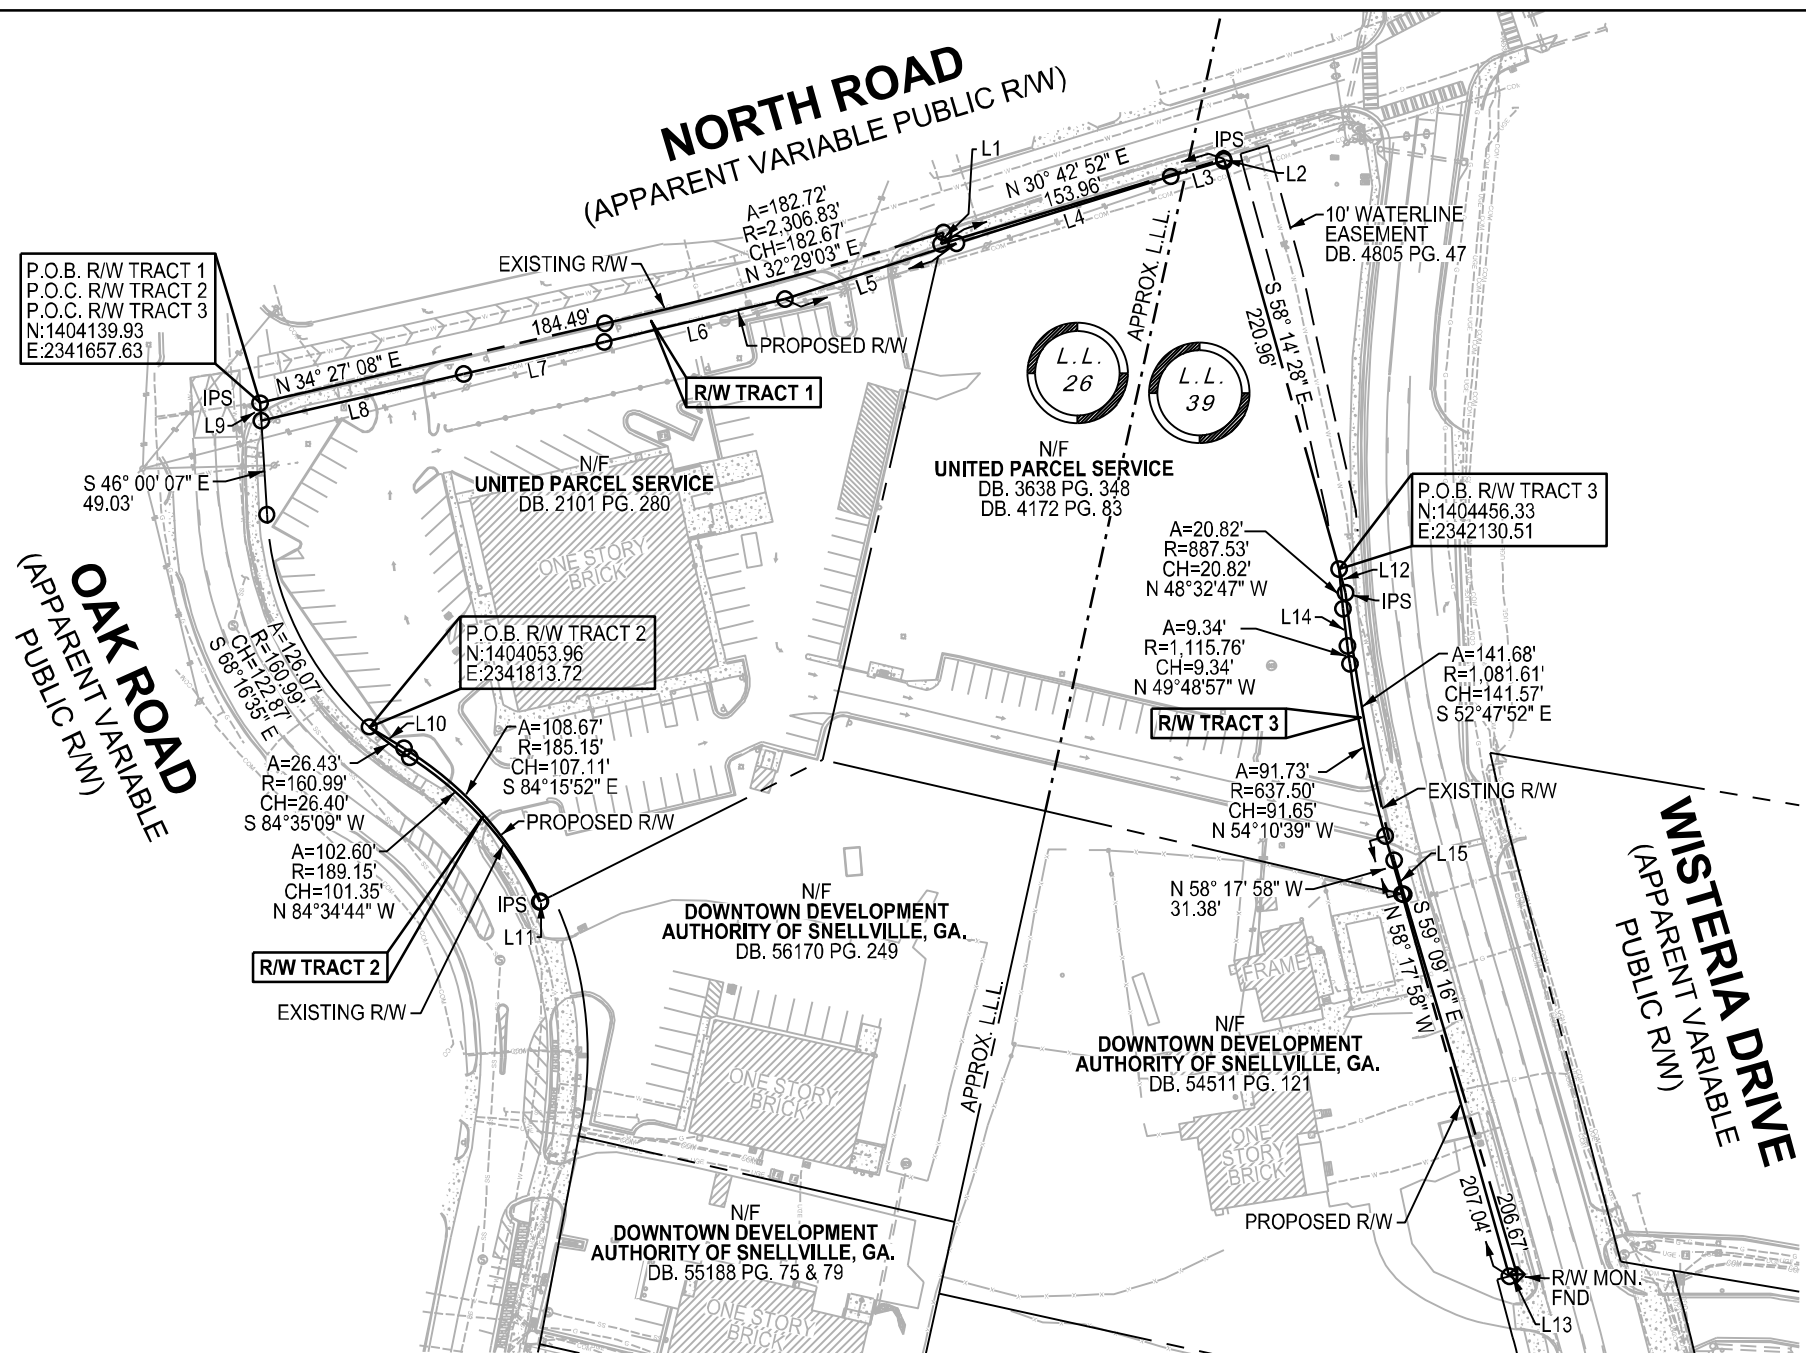 NORTH ROAD
(APPARENT VARIABLE PUBLIC R/W)
IPS
L1
N 30° 42' 52" E
153.96'
L3
L2
L4
A=182.72'
R=2,306.83'
CH=182.67'
N 32°29'03" E
10' WATERLINE
EASEMENT
DB. 4805 PG. 47
APPROX. L.L.L.
P.O.B. R/W TRACT 1
P.O.C. R/W TRACT 2
P.O.C. R/W TRACT 3
N:1404139.93
E:2341657.63
EXISTING R/W
L5
184.49'
L6
PROPOSED R/W
S 58° 14' 28" E
220.96'
N 34° 27' 08" E
L7
R/W TRACT 1
L.L.
26
L.L.
39
IPS
L8
L9
N/F
UNITED PARCEL SERVICE
DB. 2101 PG. 280
N/F
UNITED PARCEL SERVICE
DB. 3638 PG. 348
DB. 4172 PG. 83
S 46° 00' 07" E
49.03'
P.O.B. R/W TRACT 3
N:1404456.33
E:2342130.51
ONE STORY
BRICK
A=20.82'
R=887.53'
CH=20.82'
N 48°32'47" W
L12
IPS
L14
OAK ROAD
(APPARENT VARIABLE
PUBLIC R/W)
A=126.07'
R=160.99'
CH=122.87'
S 68°16'35" E
P.O.B. R/W TRACT 2
N:1404053.96
E:2341813.72
A=9.34'
R=1,115.76'
CH=9.34'
N 49°48'57" W
A=141.68'
R=1,081.61'
CH=141.57'
S 52°47'52" E
R/W TRACT 3
L10
A=108.67'
R=185.15'
CH=107.11'
S 84°15'52" E
A=26.43'
R=160.99'
CH=26.40'
S 84°35'09" W
A=91.73'
R=637.50'
CH=91.65'
N 54°10'39" W
EXISTING R/W
PROPOSED R/W
A=102.60'
R=189.15'
CH=101.35'
N 84°34'44" W
L15
WISTERIA DRIVE
(APPARENT VARIABLE
PUBLIC R/W)
IPS
L11
N/F
DOWNTOWN DEVELOPMENT
AUTHORITY OF SNELLVILLE, GA.
DB. 56170 PG. 249
N 58° 17' 58" W
31.38'
S 59° 09' 16" E
N 58° 17' 58" W
R/W TRACT 2
EXISTING R/W
FRAME
APPROX. L.L.L.
N/F
DOWNTOWN DEVELOPMENT
AUTHORITY OF SNELLVILLE, GA.
DB. 54511 PG. 121
ONE STORY
BRICK
ONE
STORY
BRICK
N/F
DOWNTOWN DEVELOPMENT
AUTHORITY OF SNELLVILLE, GA.
DB. 55188 PG. 75 & 79
PROPOSED R/W
207.04'
206.67'
R/W MON.
FND
L13
ONE STORY
BRICK